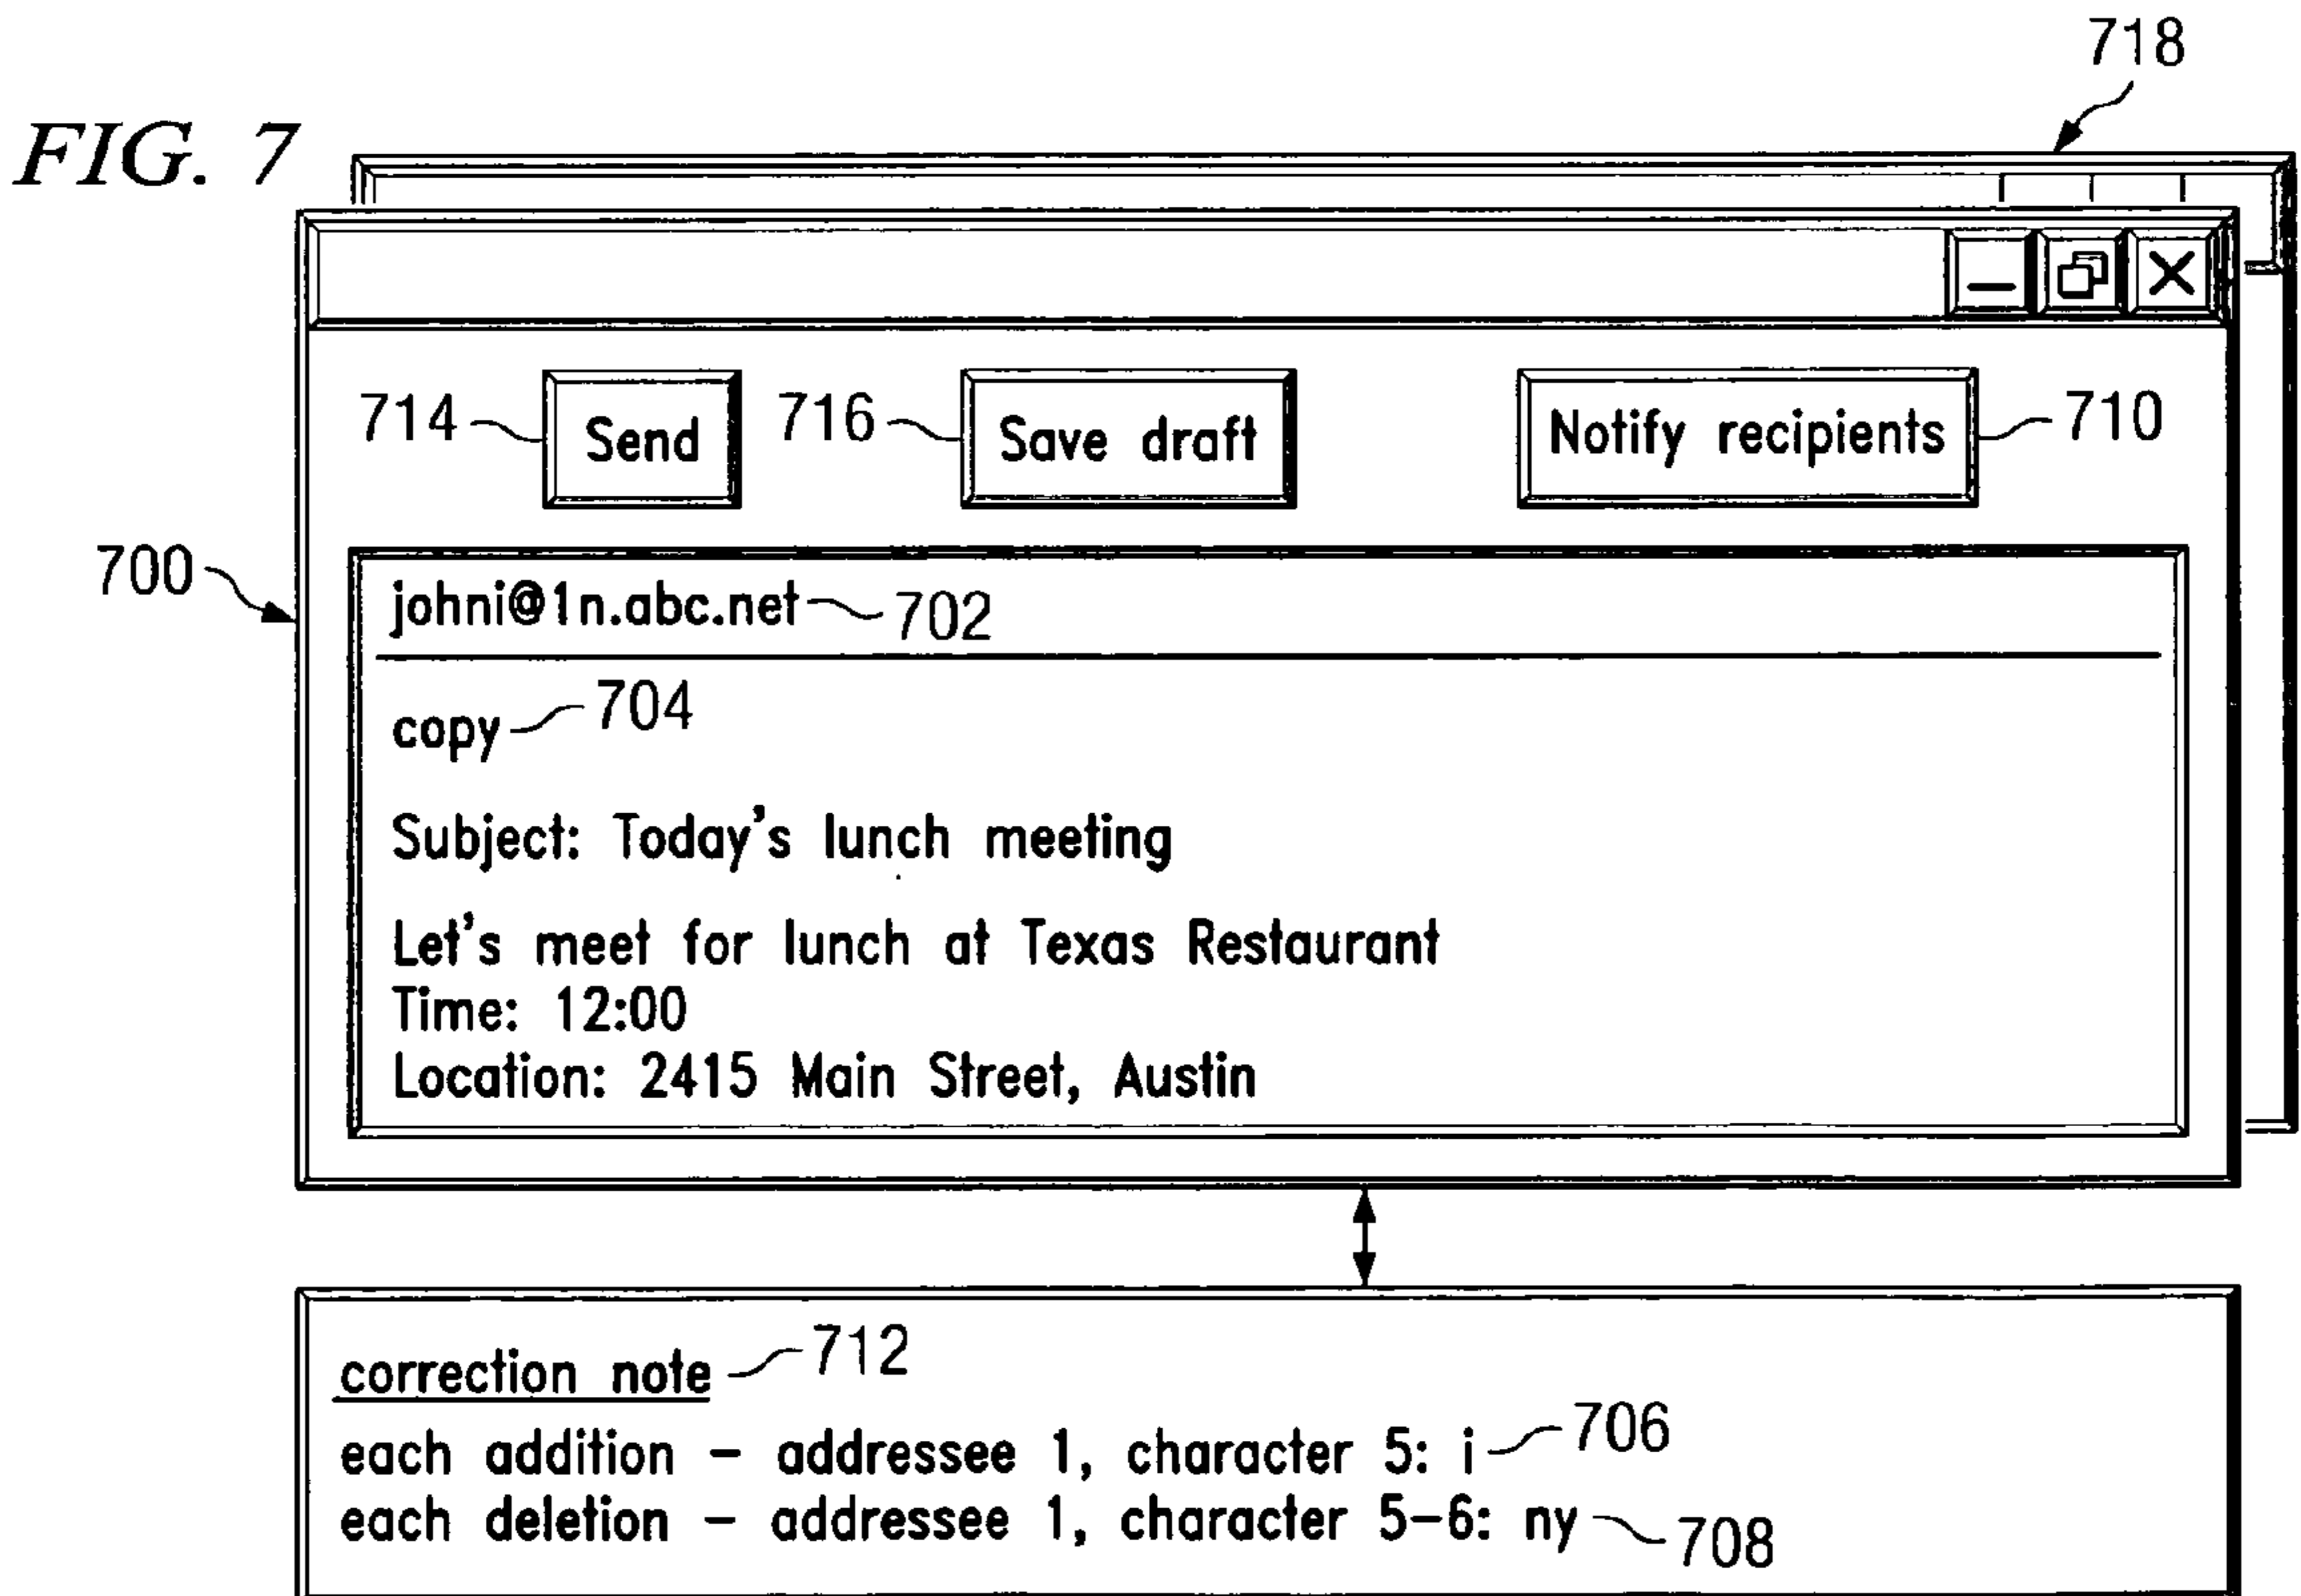 718
FIG. 7
714 Send 716 Save draft Notify recipients 710
700
johni@1n.abc.net 702
copy 704
Subject: Today's lunch meeting
Let's meet for lunch at Texas Restaurant
Time: 12:00
Location: 2415 Main Street, Austin
correction note 712
each addition – addressee 1, character 5: i 706
each deletion – addressee 1, character 5–6: ny 708